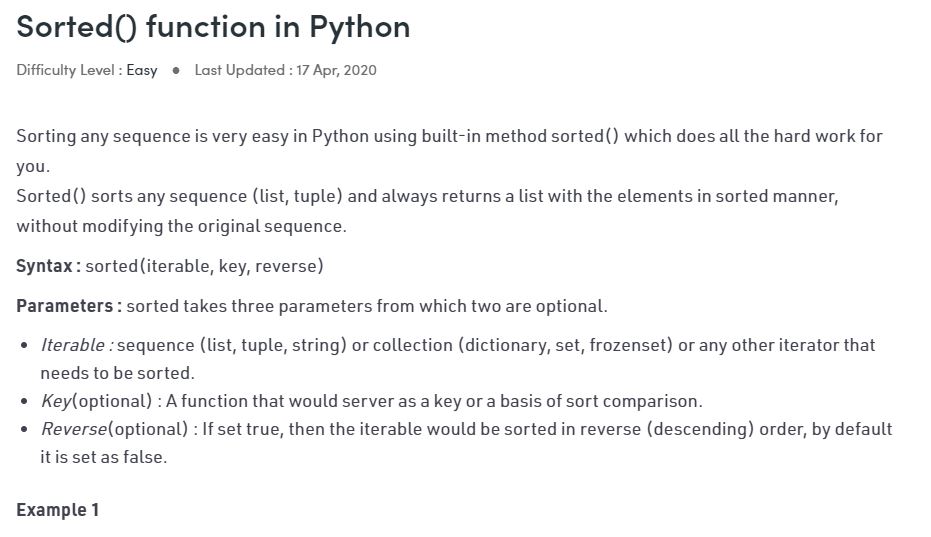 Sorted() function in Python
Difficulty Level : Easy ● Last Updated : 17 Apr, 2020
Sorting any sequence is very easy in Python using built-in method sorted() which does all the hard work for
you.
Sorted() sorts any sequence (list, tuple) and always returns a list with the elements in sorted manner,
without modifying the original sequence.
Syntax : sorted(iterable, key, reverse)
Parameters : sorted takes three parameters from which two are optional.
• Iterable : sequence (list, tuple, string) or collection (dictionary, set, frozenset) or any other iterator that
needs to be sorted.
• Key(optional) : A function that would server as a key or a basis of sort comparison.
• Reverse(optional) : If set true, then the iterable would be sorted in reverse (descending) order, by default
it is set as false.
Example 1